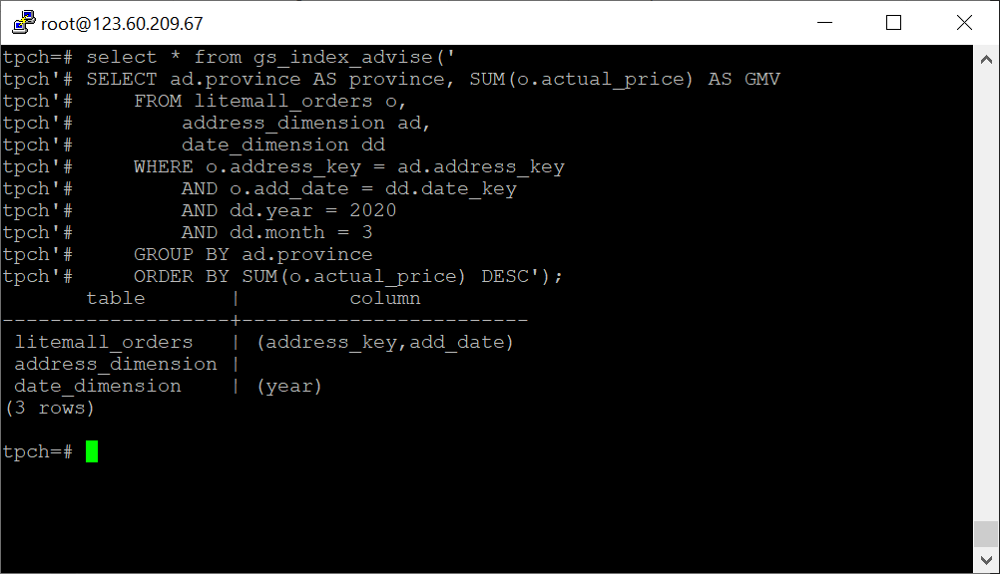 root@123.60.209.67
tpch=# select * from gs_index_advise('
tpch'# SELECT ad.province AS province, SUM(o.actual_price) AS GMV
tpch'#     FROM litemall_orders o,
tpch'#         address_dimension ad,
tpch'#         date_dimension dd
tpch'#     WHERE o.address_key = ad.address_key
tpch'#         AND o.add_date = dd.date_key
tpch'#         AND dd.year = 2020
tpch'#         AND dd.month = 3
tpch'#     GROUP BY ad.province
tpch'#     ORDER BY SUM(o.actual_price) DESC');
       table       |         column
-------------------+------------------------
 litemall_orders   | (address_key,add_date)
 address_dimension |
 date_dimension    | (year)
(3 rows)
tpch=#